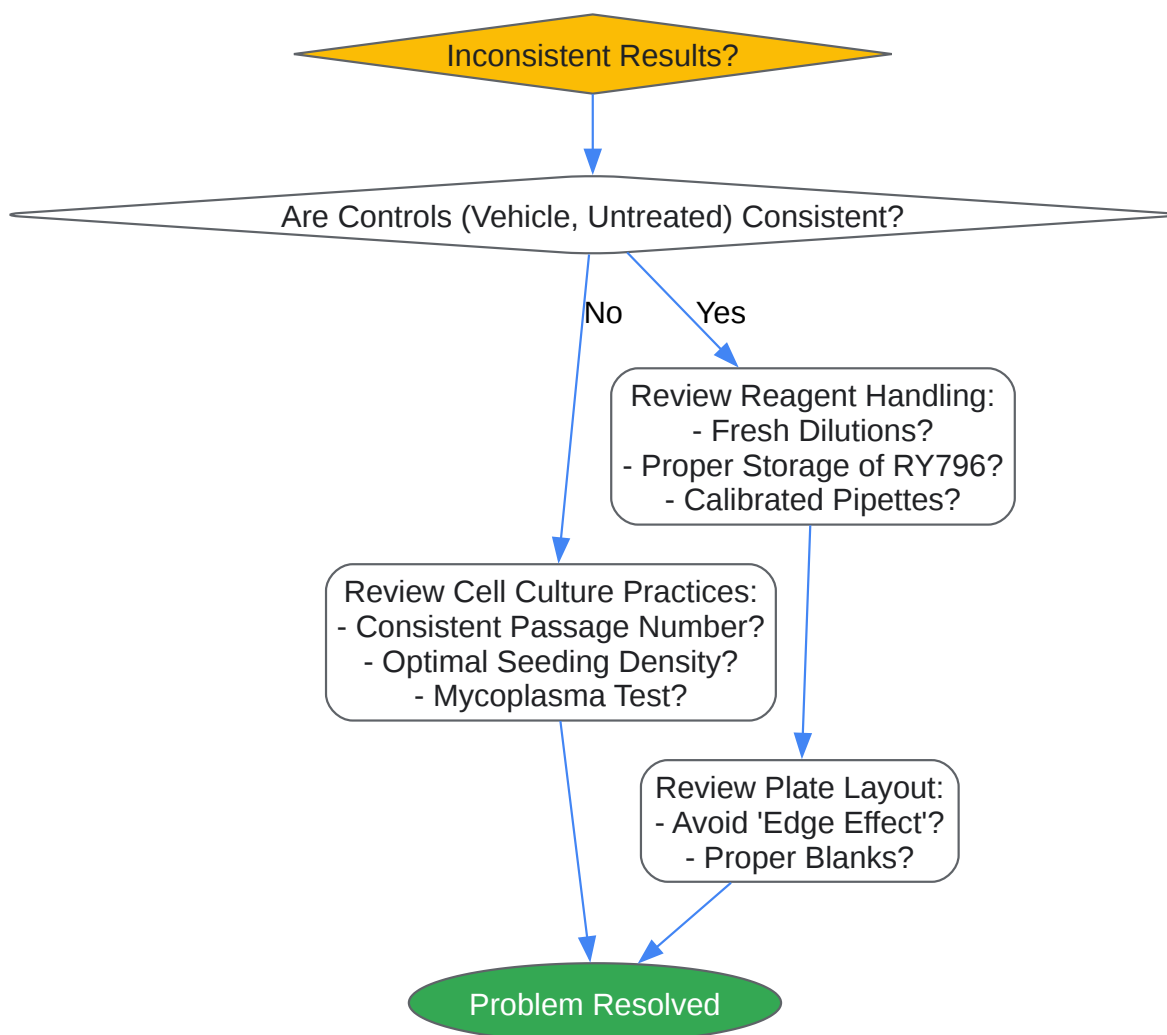 Inconsistent Results?
Are Controls (Vehicle, Untreated) Consistent?
No
Yes
Review Reagent Handling:
- Fresh Dilutions?
- Proper Storage of RY796?
- Calibrated Pipettes?
Review Cell Culture Practices:
- Consistent Passage Number?
- Optimal Seeding Density?
- Mycoplasma Test?
Review Plate Layout:
- Avoid 'Edge Effect'?
- Proper Blanks?
Problem Resolved